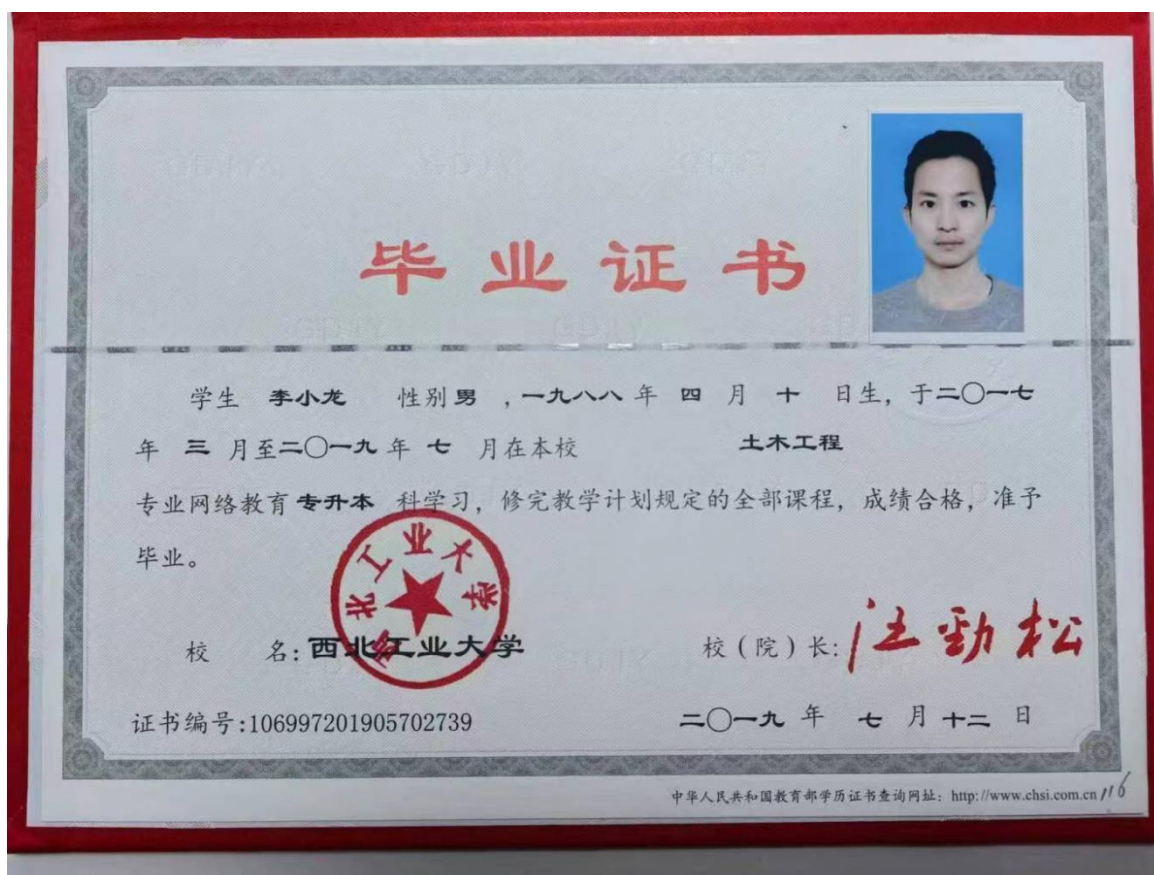 毕业证书
学生 李小龙 性别 男 ,一九八八 年 四 月 十 日生, 于二〇一七
年 三 月至二〇一九 年 七 月在本校 土木工程
专业网络教育 专升本 科学习, 修完教学计划规定的全部课程, 成绩合格, 准予
毕业。
西北工业大学
校 名: 西北工业大学 校(院)长: 汪劲松
证书编号:106997201905702739 二〇一九 年 七 月 十二 日
中华人民共和国教育部学历证书查询网址: http://www.chsi.com.cn 116